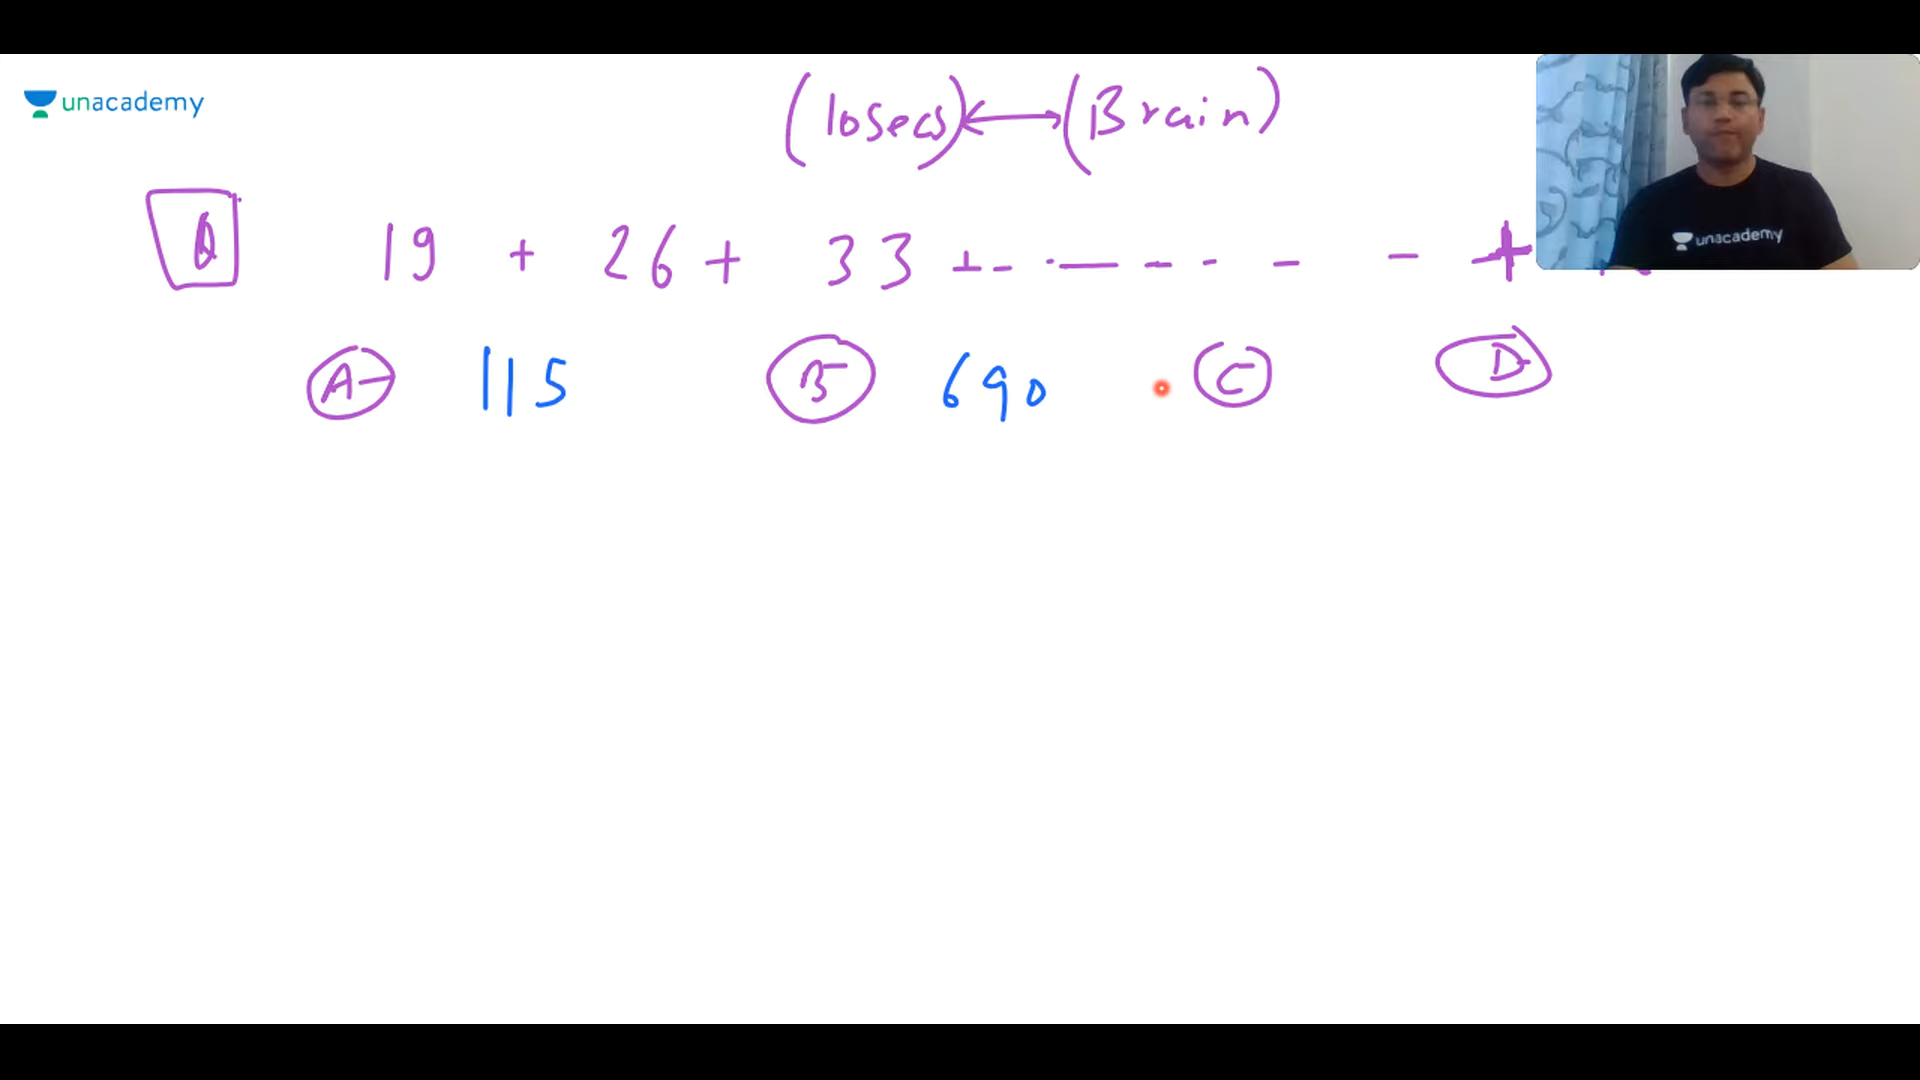 unacademy
(10secs) ↔ (Brain)
Q 19 + 26 + 33 + - - - - - - - +
A 115 B 690 C D
unacademy